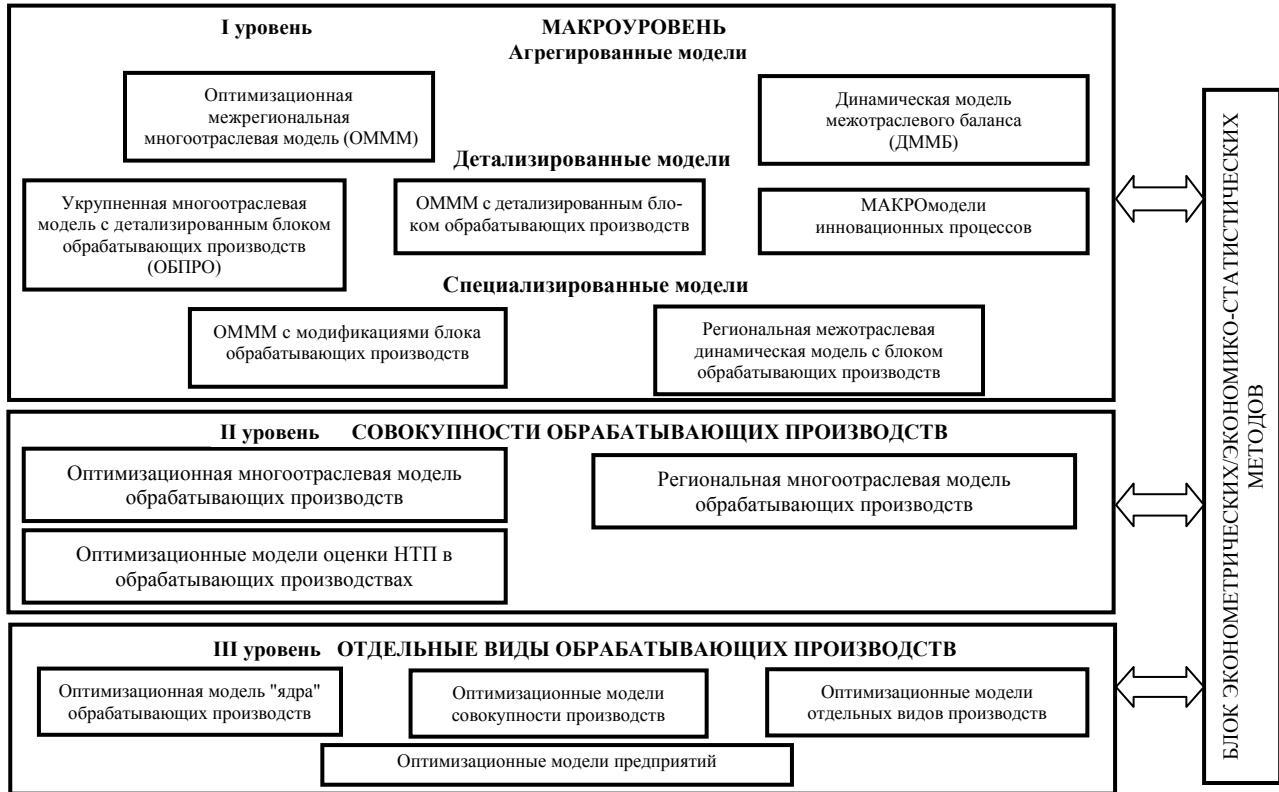 I уровень МАКРОУРОВЕНЬ
Агрегированные модели
Оптимизационная
межрегиональная
многоотраслевая модель (ОМММ)
Динамическая модель
межотраслевого баланса
(ДММБ)
Детализированные модели
Укрупненная многоотраслевая
модель с детализированным блоком
обрабатывающих производств
(ОБПРО)
ОМММ с детализированным бло-
ком обрабатывающих производств
МАКРОмодели
инновационных процессов
Специализированные модели
ОМММ с модификациями блока
обрабатывающих производств
Региональная межотраслевая
динамическая модель с блоком
обрабатывающих производств
II уровень СОВОКУПНОСТИ ОБРАБАТЫВАЮЩИХ ПРОИЗВОДСТВ
Оптимизационная многоотраслевая модель
обрабатывающих производств
Региональная многоотраслевая модель
обрабатывающих производств
Оптимизационные модели оценки НТП в
обрабатывающих производствах
III уровень ОТДЕЛЬНЫЕ ВИДЫ ОБРАБАТЫВАЮЩИХ ПРОИЗВОДСТВ
Оптимизационная модель "ядра"
обрабатывающих производств
Оптимизационные модели
совокупности производств
Оптимизационные модели
отдельных видов производств
Оптимизационные модели предприятий
БЛОК ЭКОНОМЕТРИЧЕСКИХ/ЭКОНОМИКО-СТАТИСТИЧЕСКИХ
МЕТОДОВ